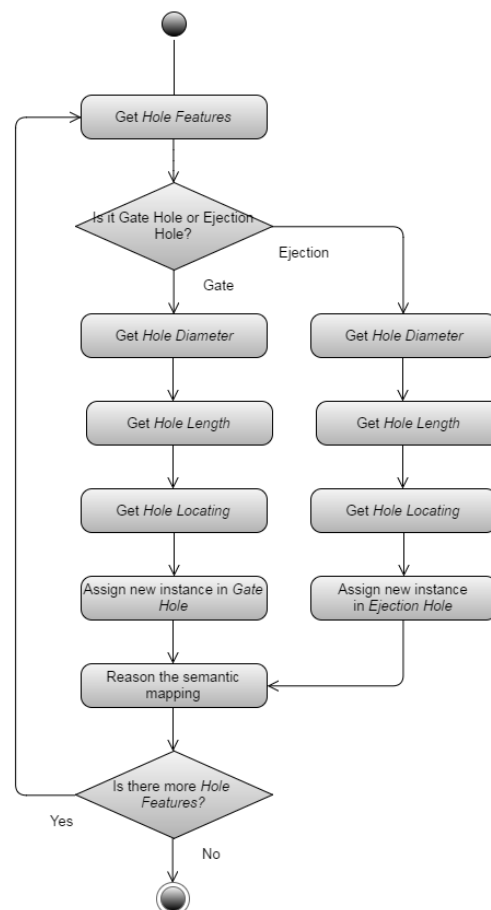 Get Hole Features
Is it Gate Hole or Ejection
Hole?
Ejection
Gate
Get Hole Diameter
Get Hole Diameter
Get Hole Length
Get Hole Length
Get Hole Locating
Get Hole Locating
Assign new instance in Gate
Hole
Assign new instance
in Ejection Hole
Reason the semantic
mapping
Is there more Hole
Features?
Yes
No